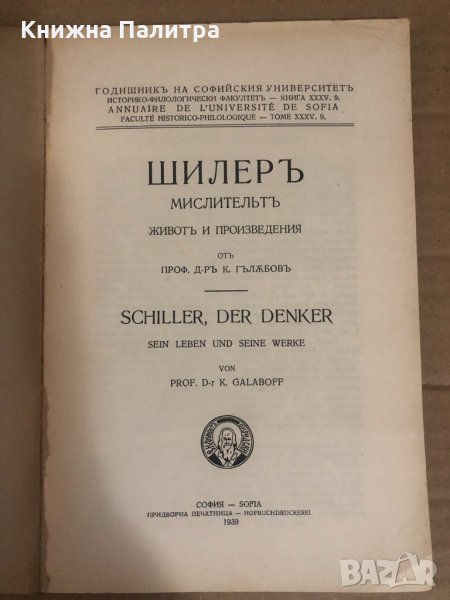 Книжна Палитра
ГОДИШНИКЪ НА СОФИЙСКИЯ УНИВЕРСИТЕТЪ
ИСТОРИКО-ФИЛОЛОГИЧЕСКИ ФАКУЛТЕТЪ — КНИГА XXXV. 9.
ANNUAIRE DE L'UNIVERSITÉ DE SOFIA
FACULTÉ HISTORICO-PHILOLOGIQUE — TOME XXXV. 9.
ШИЛЕРЪ
МИСЛИТЕЛЬТЪ
ЖИВОТЪ И ПРОИЗВЕДЕНИЯ
ОТЪ
ПРОФ. Д-РЪ К. ГѪЛѪБОВЪ
SCHILLER, DER DENKER
SEIN LEBEN UND SEINE WERKE
VON
PROF. D-r K. GALABOFF
СОФИЯ — SOFIA
ПРИДВОРНА ПЕЧАТНИЦА — HOFBUCHDRUCKEREI
1939
BAZAR